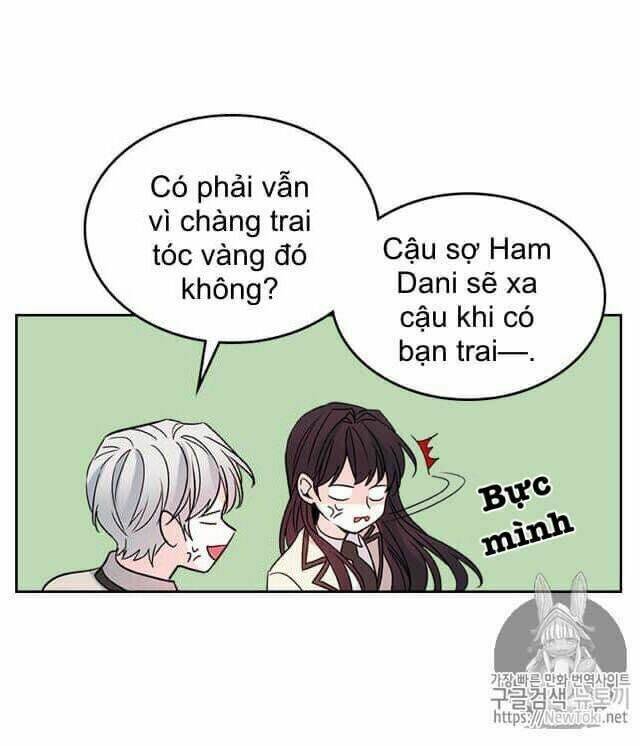 Có phải vẫn
vì chàng trai
tóc vàng đó
không?
Cậu sợ Ham
Dani sẽ xa
cậu khi có
bạn trai—.
Bực
mình
가장 빠른 만화 번역사이트
구글검색 뉴토끼
https://NewToki.net